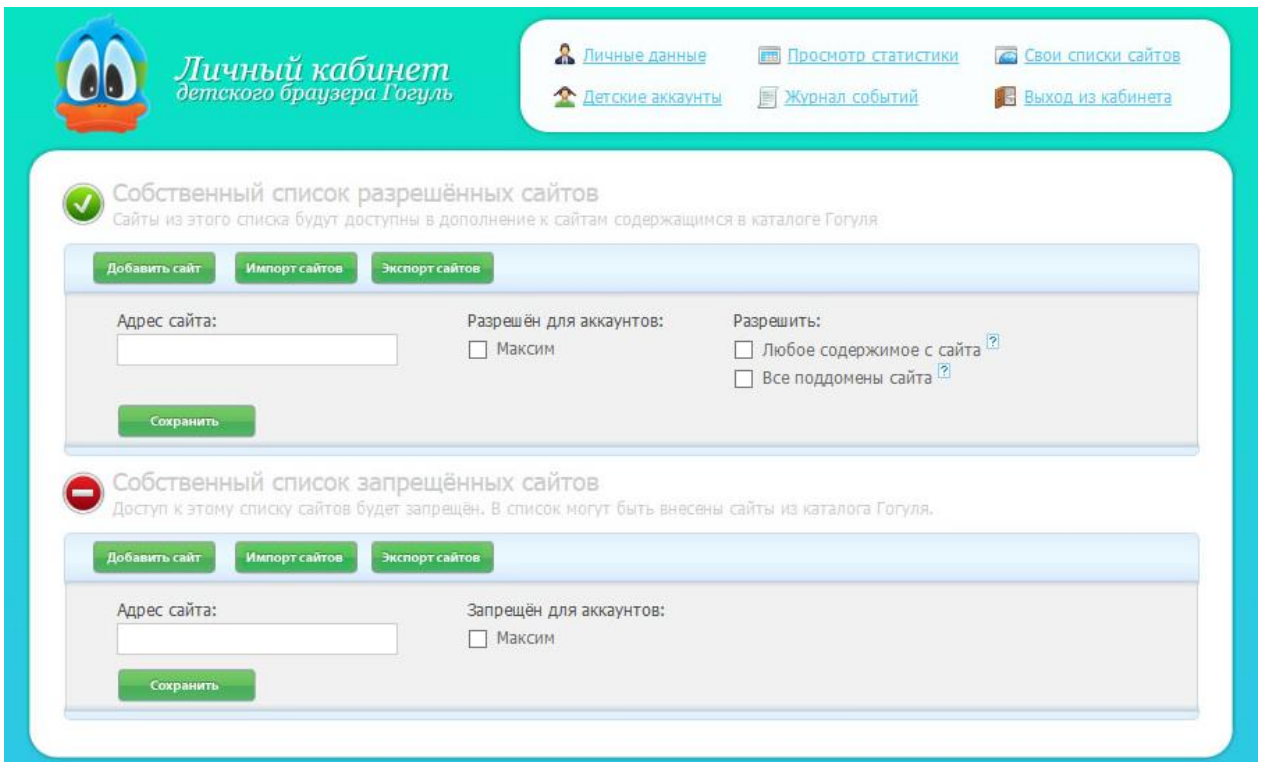 Личный кабинет
детского браузера Гогуль
Личные данные
Просмотр статистики
Свои списки сайтов
Детские аккаунты
Журнал событий
Выход из кабинета
Собственный список разрешённых сайтов
Сайты из этого списка будут доступны в дополнение к сайтам содержащимся в каталоге Гогуля
Добавить сайт
Импорт сайтов
Экспорт сайтов
Адрес сайта:
Разрешён для аккаунтов:
Разрешить:
Максим
Любое содержимое с сайта ?
Все поддомены сайта ?
Сохранить
Собственный список запрещённых сайтов
Доступ к этому списку сайтов будет запрещён. В список могут быть внесены сайты из каталога Гогуля.
Добавить сайт
Импорт сайтов
Экспорт сайтов
Адрес сайта:
Запрещён для аккаунтов:
Максим
Сохранить